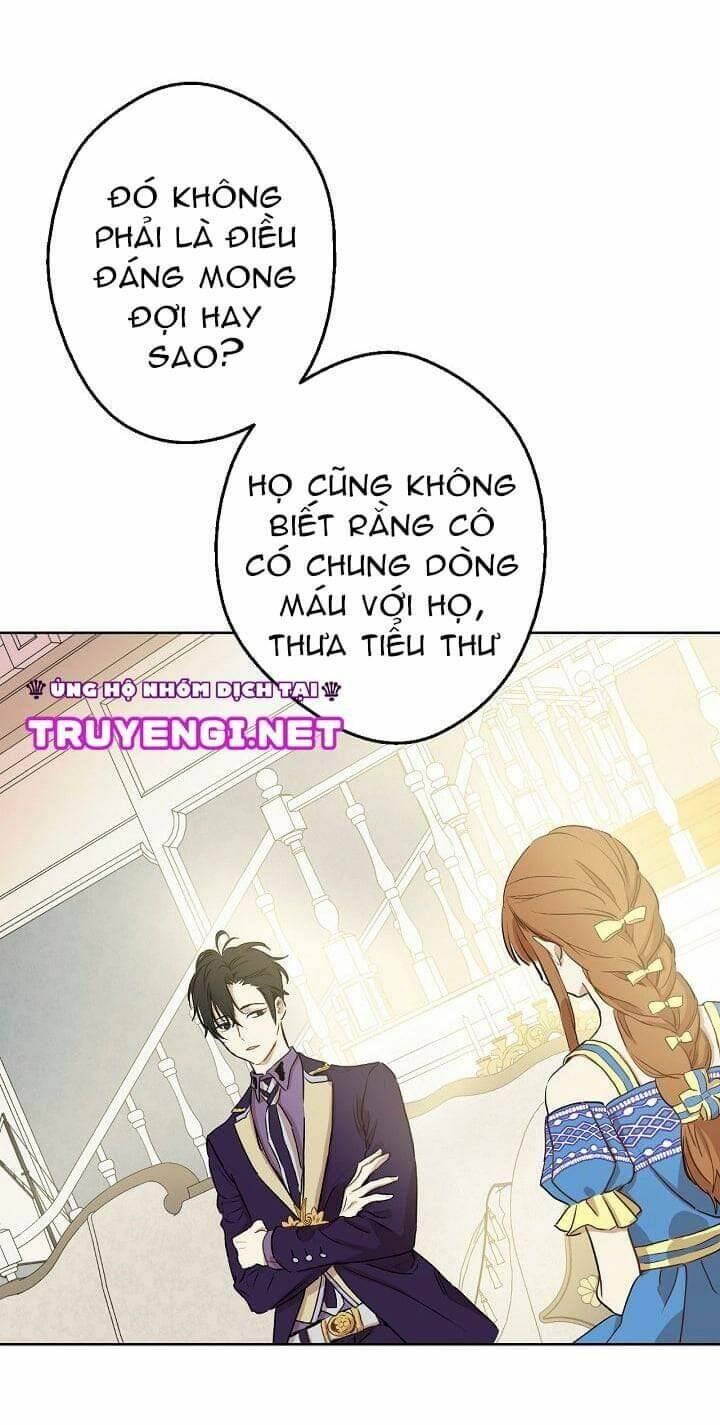 ĐÓ KHÔNG
PHẢI LÀ ĐIỀU
ĐÁNG MONG
ĐỢI HAY
SAO?
HỌ CŨNG KHÔNG
BIẾT RẰNG CÔ
CÓ CHUNG DÒNG
MÁU VỚI HỌ,
THƯA TIỂU THƯ
ỦNG HỘ NHÓM DỊCH TẠI
TRUYENGI.NET